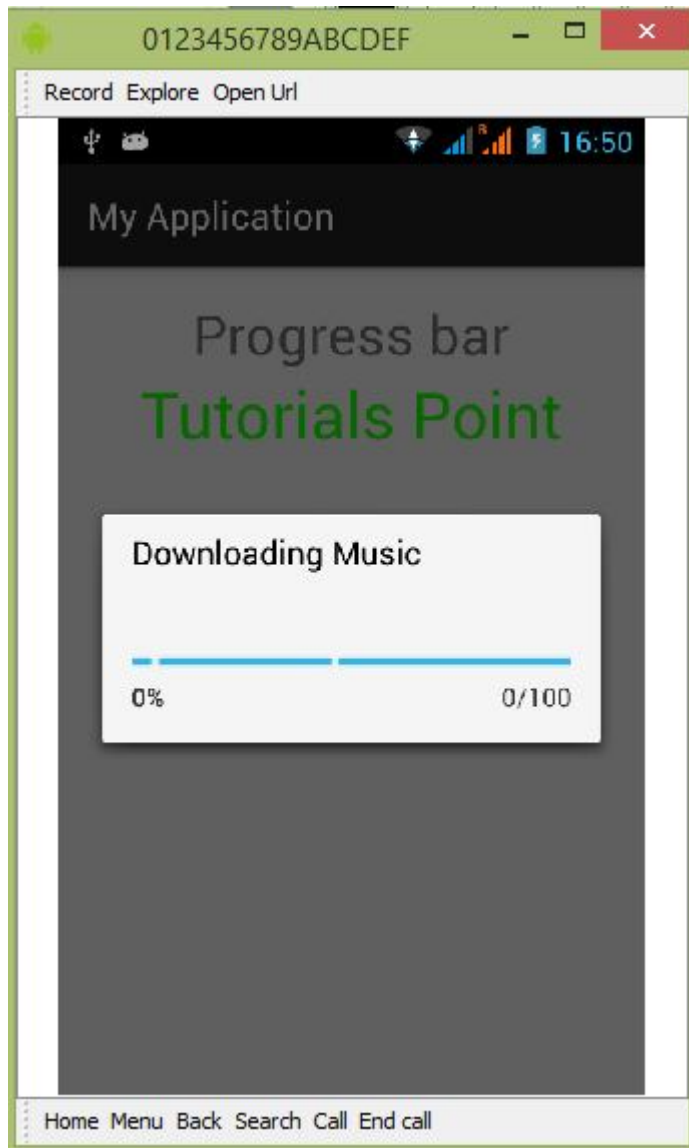 0123456789ABCDEF
Record Explore Open Url
R 16:50
My Application
Progress bar
Tutorials Point
Downloading Music
0% 0/100
Home Menu Back Search Call End call